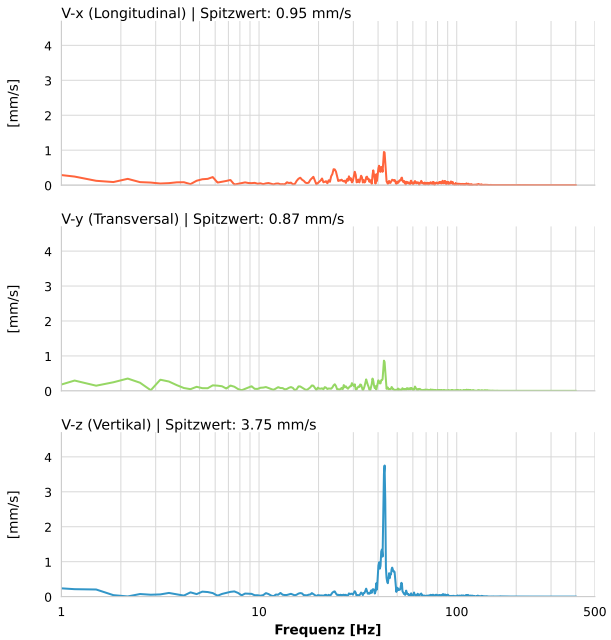 V-x (Longitudinal) | Spitzwert: 0.95 mm/s
4
3
2
1
0
[mm/s]
V-y (Transversal) | Spitzwert: 0.87 mm/s
4
3
2
1
0
[mm/s]
V-z (Vertikal) | Spitzwert: 3.75 mm/s
4
3
2
1
0
[mm/s]
1 10 100 500
Frequenz [Hz]